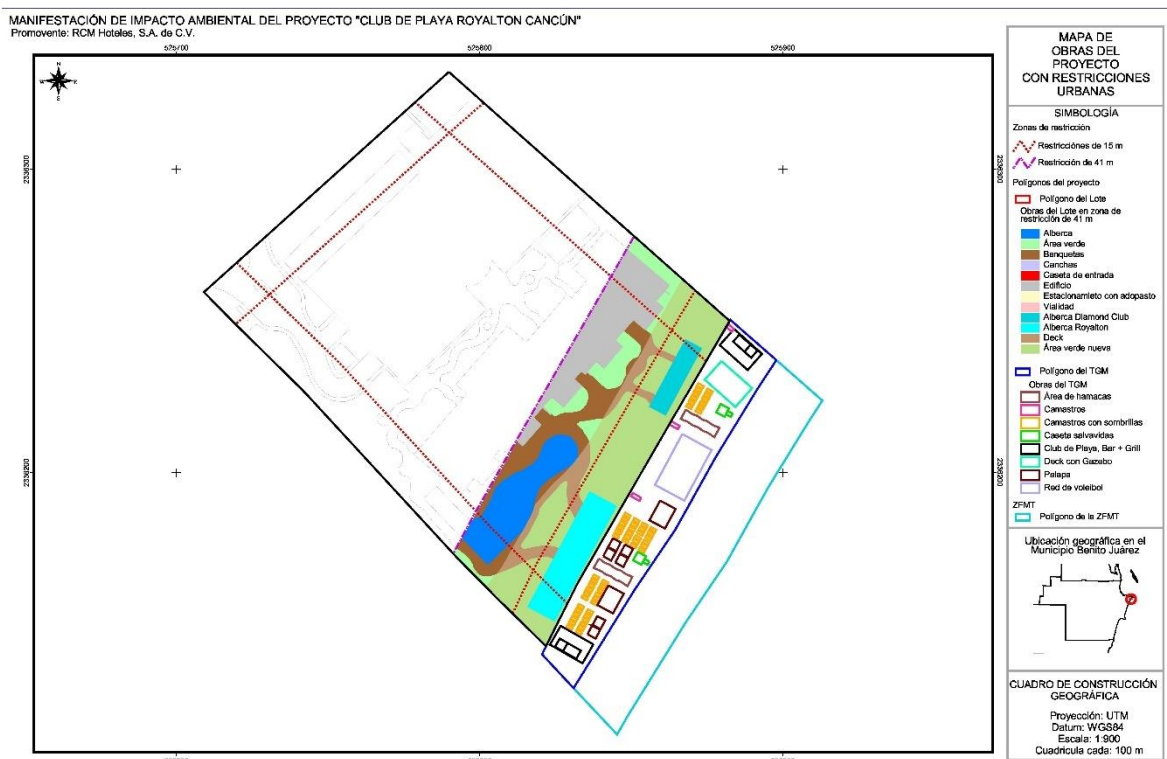 MANIFESTACIÓN DE IMPACTO AMBIENTAL DEL PROYECTO "CLUB DE PLAYA ROYALTON CANCÚN"
Promovente: RCM Hoteles, S.A. de C.V.
525700
525800
525900
2336300
2336300
2336200
2336200
MAPA DE
OBRAS DEL
PROYECTO
CON RESTRICCIONES
URBANAS
SIMBOLOGÍA
Zonas de restricción
Restricciónes de 15 m
Restricción de 41 m
Polígonos del proyecto
Polígono del Lote
Obras del Lote en zona de
restricción de 41 m
Alberca
Área verde
Banquetas
Canchas
Caseta de entrada
Edificio
Estacionamieto con adopasto
Vialidad
Alberca Diamond Club
Alberca Royalton
Deck
Área verde nueva
Polígono del TGM
Obras del TGM
Área de hamacas
Camastros
Camastros con sombrillas
Caseta salvavidas
Club de Playa, Bar + Grill
Deck con Gazebo
Palapa
Red de voleibol
ZFMT
Polígono de la ZFMT
Ubicación geográfica en el
Municipio Benito Juárez
CUADRO DE CONSTRUCCIÓN
GEOGRÁFICA
Proyección: UTM
Datum: WGS84
Escala: 1:900
Cuadrícula cada: 100 m